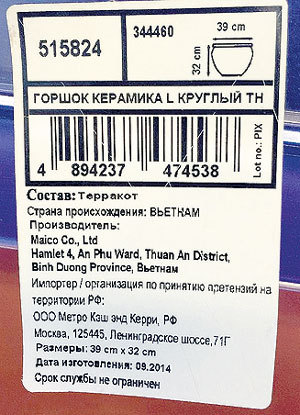 515824
344460
39 cm
32 cm
ГОРШОК КЕРАМИКА L КРУГЛЫЙ ТН
4 894237 474538
Lot no.: PIX
Состав: Терракот
Страна происхождения: ВЬЕТНАМ
Производитель:
Maico Co., Ltd
Hamlet 4, An Phu Ward, Thuan An District,
Binh Duong Province, Вьетнам
Импортер / организация по принятию претензий на
территории РФ:
ООО Метро Кэш энд Керри, РФ
Москва, 125445, Ленинградское шоссе,71Г
Размеры: 39 cm x 32 cm
Дата изготовления 09.2014
Срок службы не ограничен